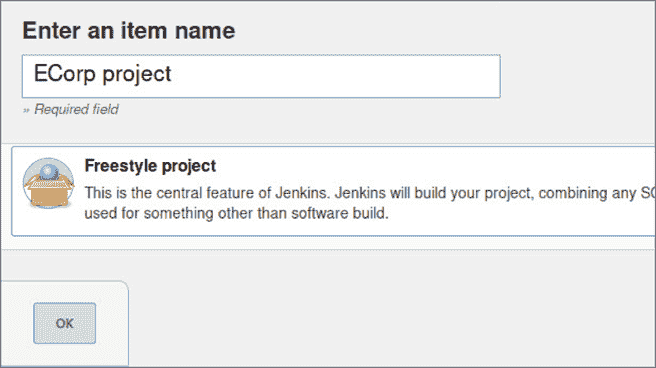 Enter an item name
ECorp project
» Required field
Freestyle project
This is the central feature of Jenkins. Jenkins will build your project, combining any
used for something other than software build.
OK